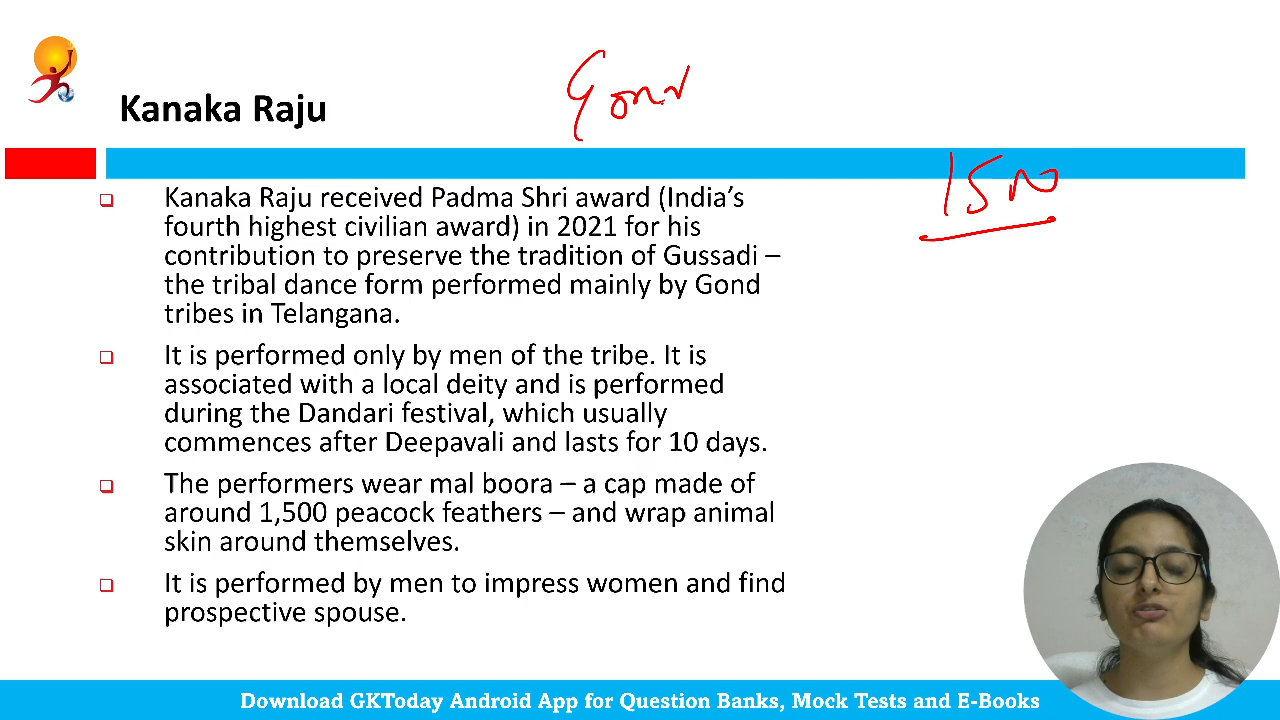 Gond
Kanaka Raju
1500
Kanaka Raju received Padma Shri award (India's
fourth highest civilian award) in 2021 for his
contribution to preserve the tradition of Gussadi –
the tribal dance form performed mainly by Gond
tribes in Telangana.
It is performed only by men of the tribe. It is
associated with a local deity and is performed
during the Dandari festival, which usually
commences after Deepavali and lasts for 10 days.
The performers wear mal boora – a cap made of
around 1,500 peacock feathers – and wrap animal
skin around themselves.
It is performed by men to impress women and find
prospective spouse.
Download GKToday Android App for Question Banks, Mock Tests and E-Books